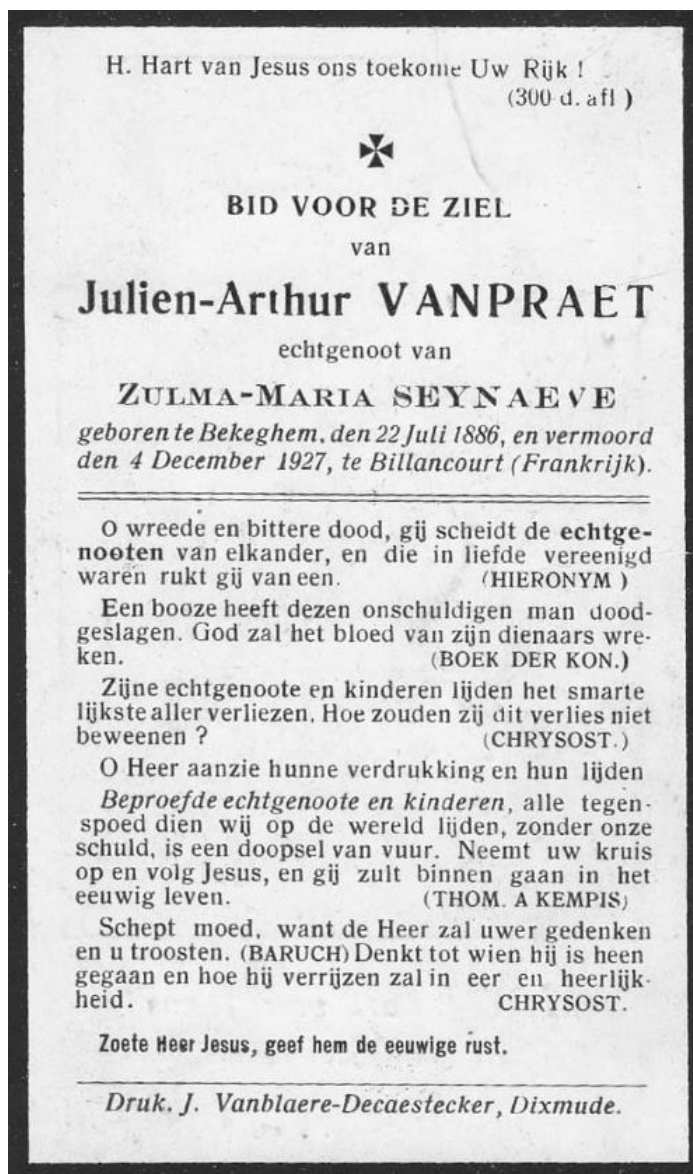 H. Hart van Jesus ons toekome Uw Rijk !
(300 d. afl )
BID VOOR DE ZIEL
van
Julien-Arthur VANPRAET
echtgenoot van
ZULMA-MARIA SEYNAEVE
geboren te Bekeghem, den 22 Juli 1886, en vermoord
den 4 December 1927, te Billancourt (Frankrijk).
O wreede en bittere dood, gij scheidt de echtge-
nooten van elkander, en die in liefde vereenigd
waren rukt gij van een. (HIERONYM )
Een booze heeft dezen onschuldigen man dood-
geslagen. God zal het bloed van zijn dienaars wre-
ken. (BOEK DER KON.)
Zijne echtgenoote en kinderen lijden het smarte
lijkste aller verliezen. Hoe zouden zij dit verlies niet
beweenen ? (CHRYSOST.)
O Heer aanzie hunne verdrukking en hun lijden
Beproefde echtgenoote en kinderen, alle tegen-
spoed dien wij op de wereld lijden, zonder onze
schuld, is een doopsel van vuur. Neemt uw kruis
op en volg Jesus, en gij zult binnen gaan in het
eeuwig leven. (THOM. A KEMPIS)
Schept moed, want de Heer zal uwer gedenken
en u troosten. (BARUCH) Denkt tot wien hij is heen
gegaan en hoe hij verrijzen zal in eer en heerlijk-
heid. CHRYSOST.
Zoete Heer Jesus, geef hem de eeuwige rust.
Druk. J. Vanblaere-Decaestecker, Dixmude.